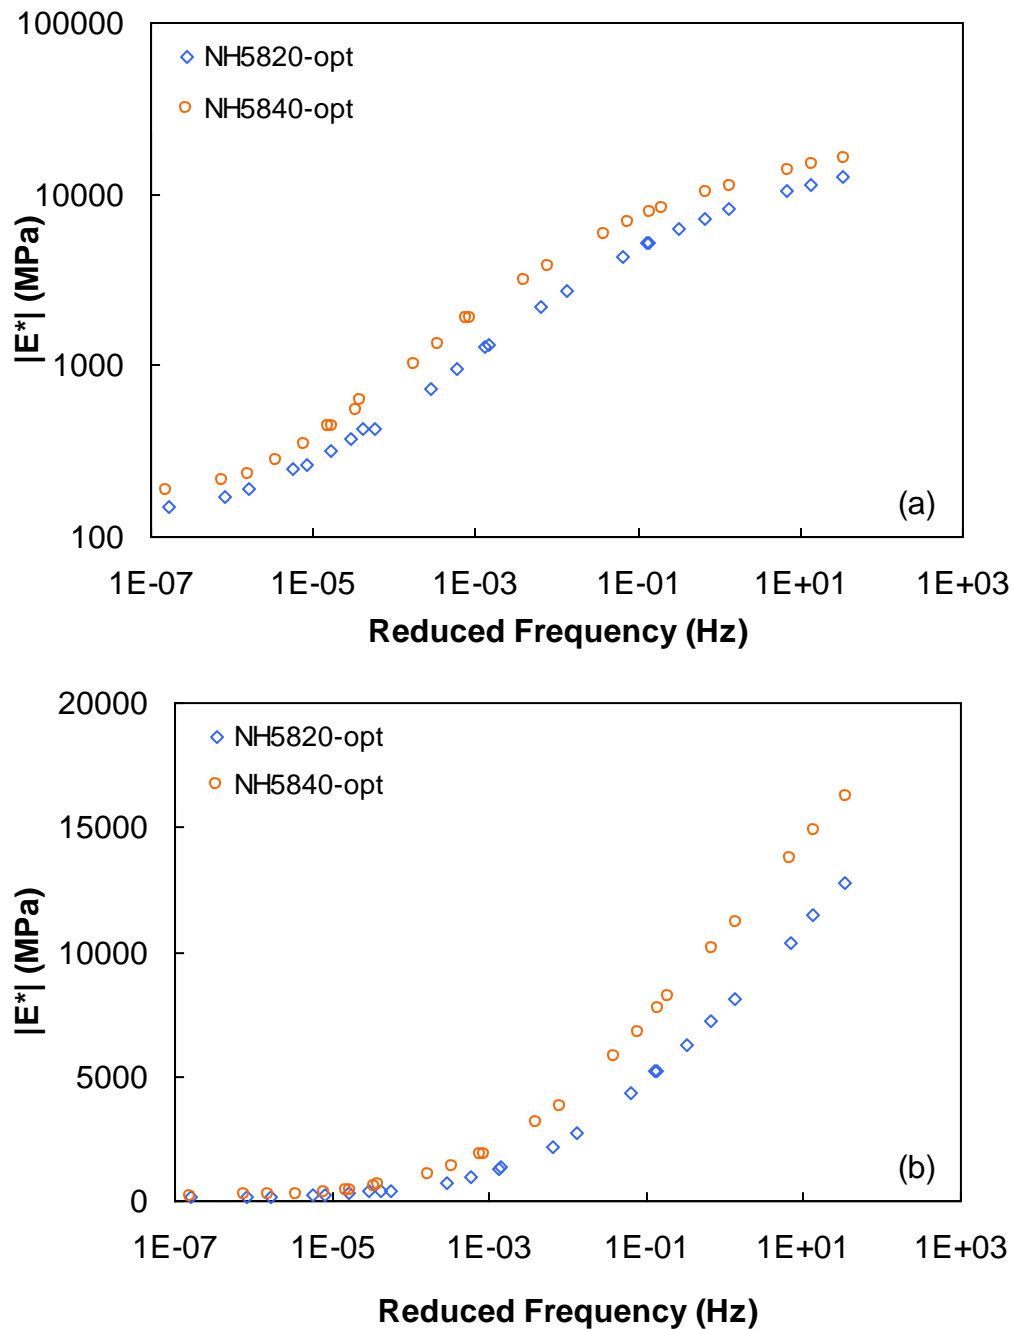 100000
NH5820-opt
NH5840-opt
10000
|E*| (MPa)
1000
(a)
100
1E-07 1E-05 1E-03 1E-01 1E+01 1E+03
Reduced Frequency (Hz)
20000
NH5820-opt
NH5840-opt
15000
|E*| (MPa)
10000
5000
(b)
0
1E-07 1E-05 1E-03 1E-01 1E+01 1E+03
Reduced Frequency (Hz)